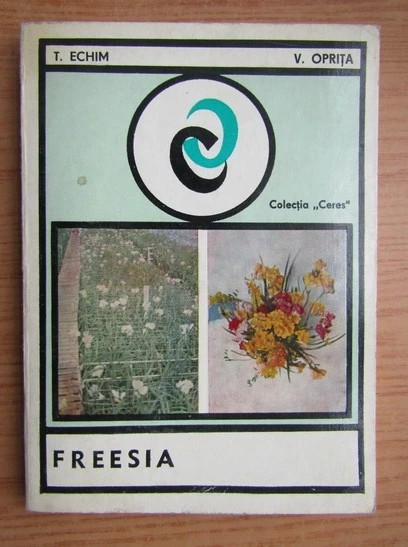 T. ECHIM V. OPRIȚA
Colecția „Ceres"
FREESIA